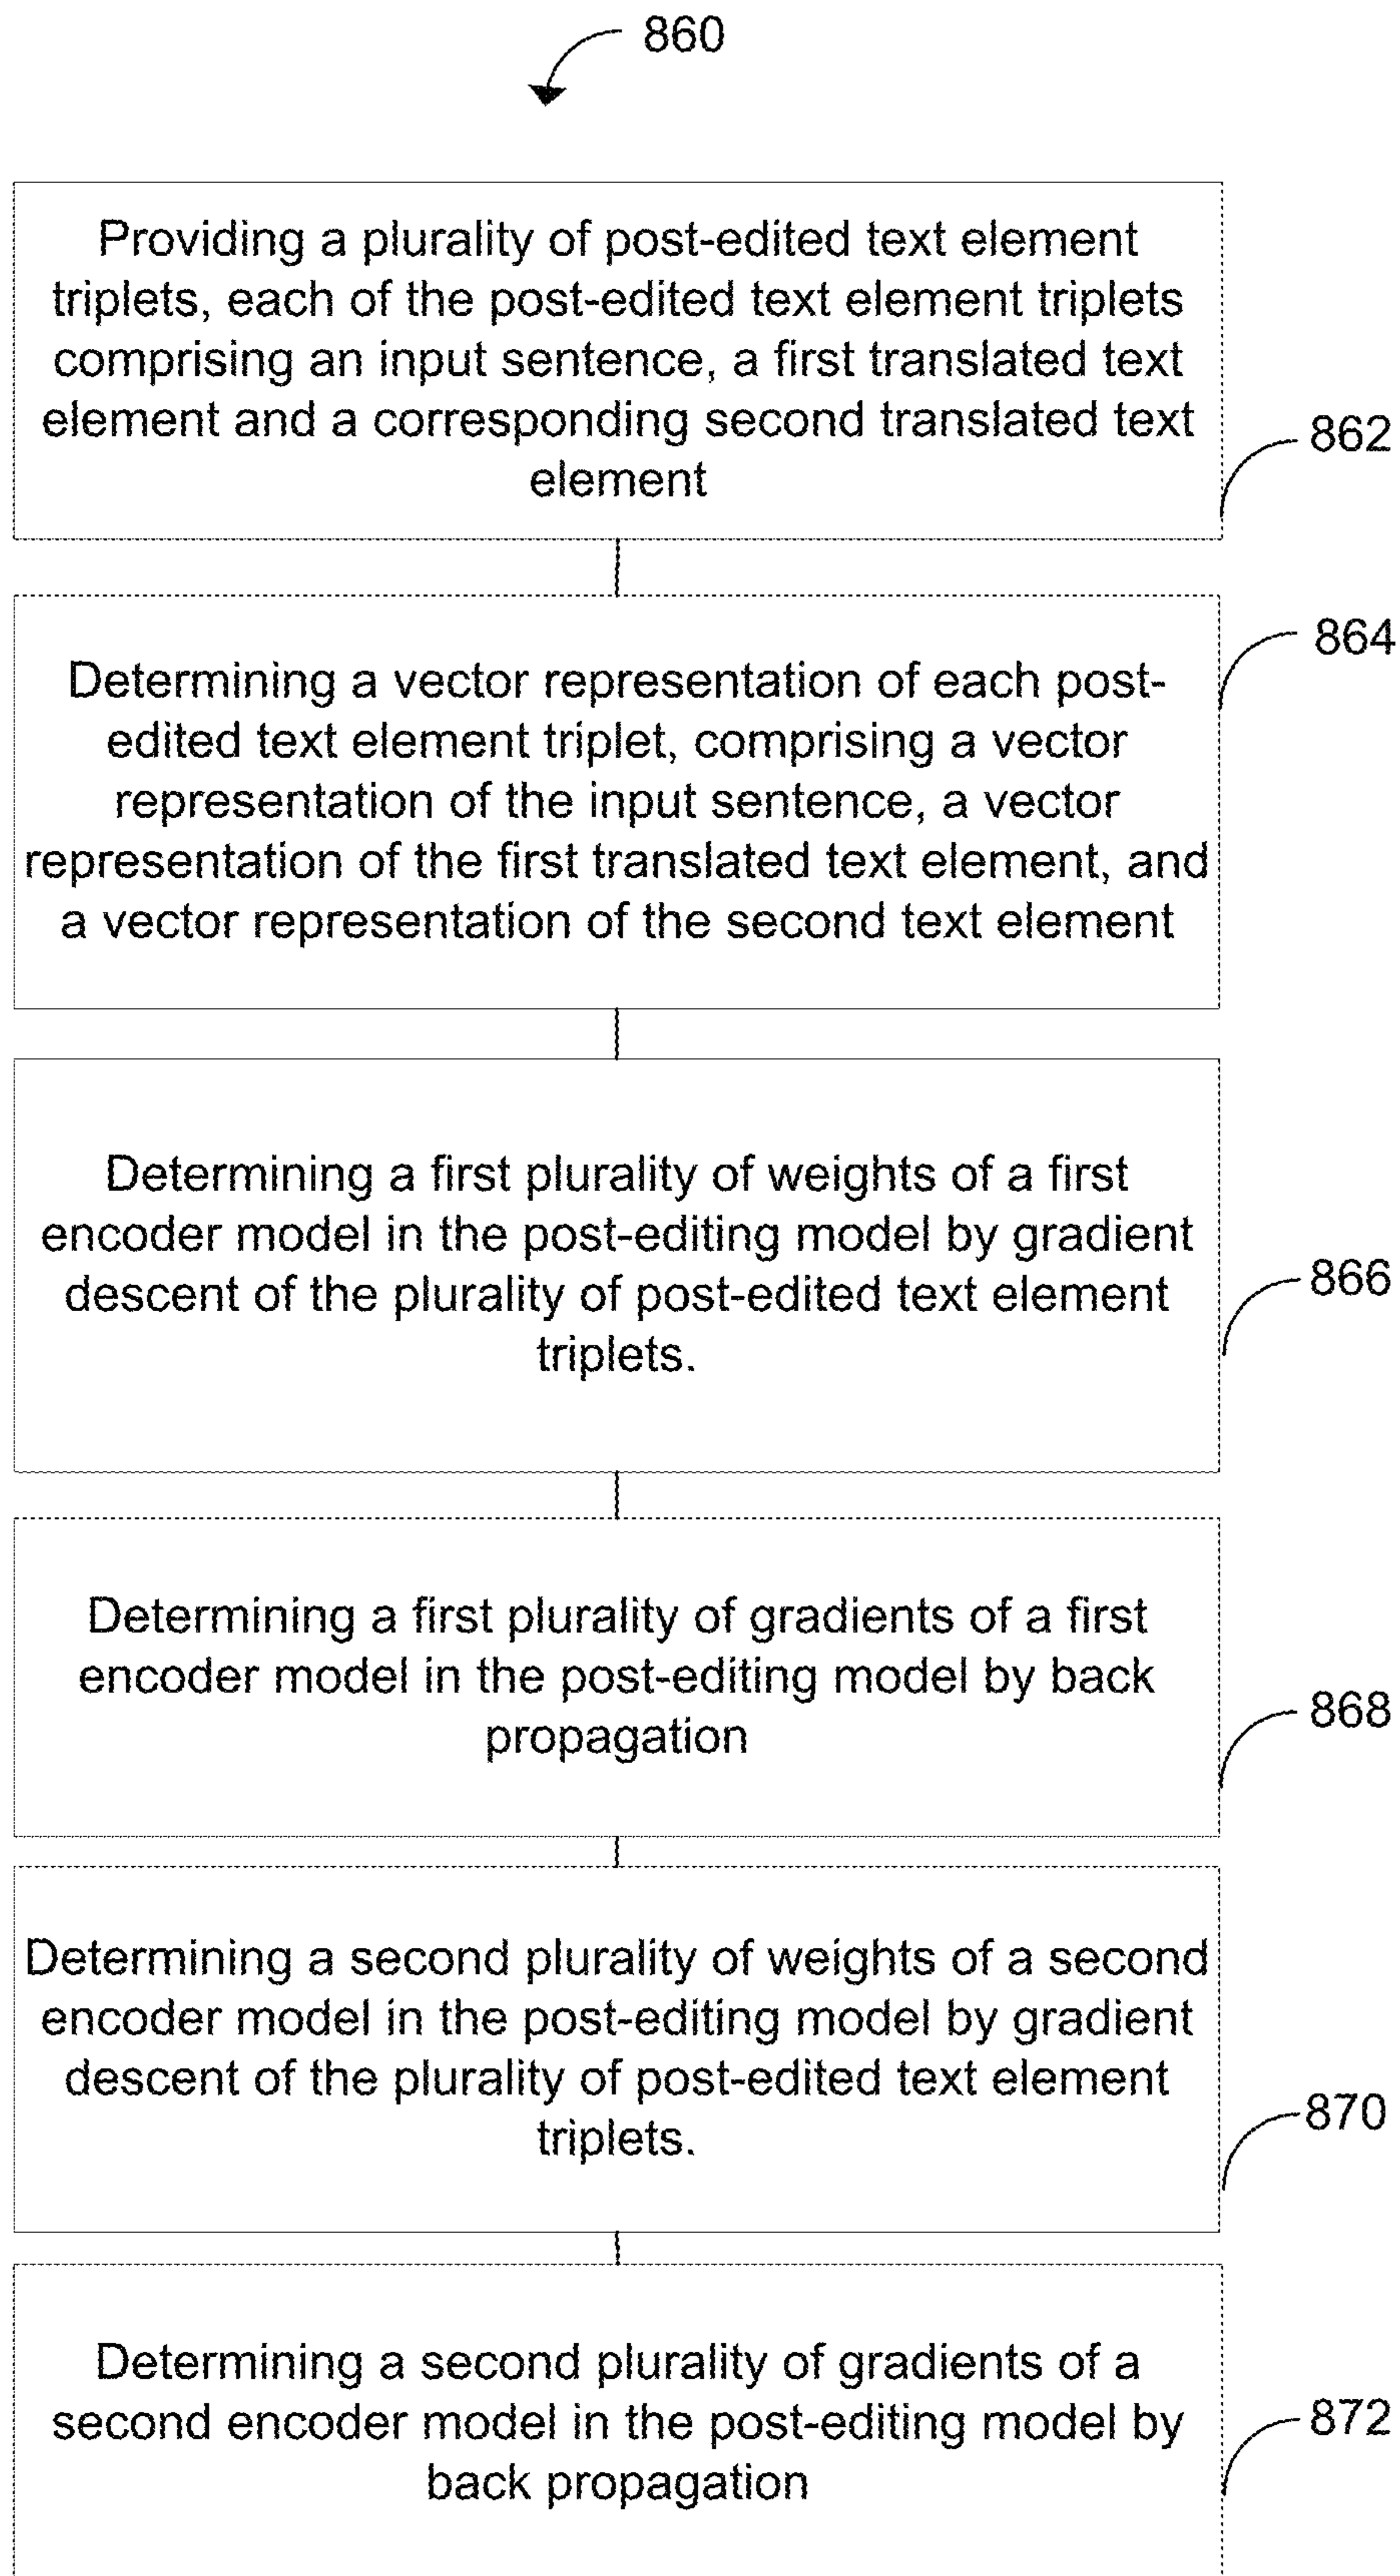 860
Providing a plurality of post-edited text element
triplets, each of the post-edited text element triplets
comprising an input sentence, a first translated text
element and a corresponding second translated text
element
862
864
Determining a vector representation of each post-
edited text element triplet, comprising a vector
representation of the input sentence, a vector
representation of the first translated text element, and
a vector representation of the second text element
Determining a first plurality of weights of a first
encoder model in the post-editing model by gradient
descent of the plurality of post-edited text element
triplets.
866
Determining a first plurality of gradients of a first
encoder model in the post-editing model by back
propagation
868
Determining a second plurality of weights of a second
encoder model in the post-editing model by gradient
descent of the plurality of post-edited text element
triplets.
870
Determining a second plurality of gradients of a
second encoder model in the post-editing model by
back propagation
872